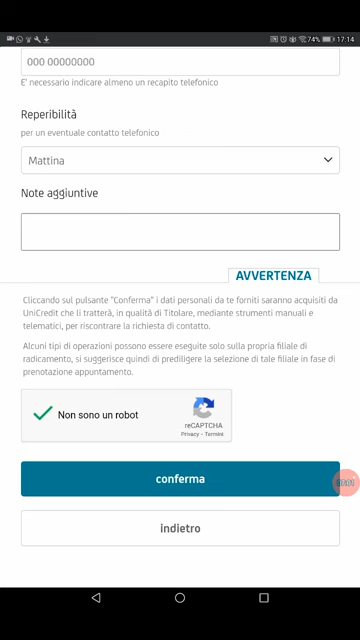 74% 17:14
000 00000000
E' necessario indicare almeno un recapito telefonico
Reperibilità
per un eventuale contatto telefonico
Mattina
Note aggiuntive
AVVERTENZA
Cliccando sul pulsante "Conferma" i dati personali da te forniti saranno acquisiti da
UniCredit che li tratterà, in qualità di Titolare, mediante strumenti manuali e
telematici, per riscontrare la richiesta di contatto.
Alcuni tipi di operazioni possono essere eseguite solo sulla propria filiale di
radicamento, si suggerisce quindi di prediligere la selezione di tale filiale in fase di
prenotazione appuntamento.
Non sono un robot
reCAPTCHA
Privacy - Termini
conferma
indietro